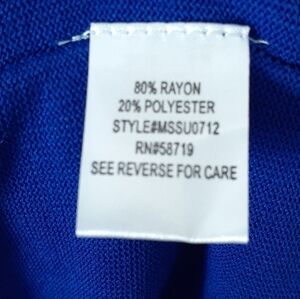 80% RAYON
20% POLYESTER
STYLE#MSSU0712
RN#58719
SEE REVERSE FOR CARE